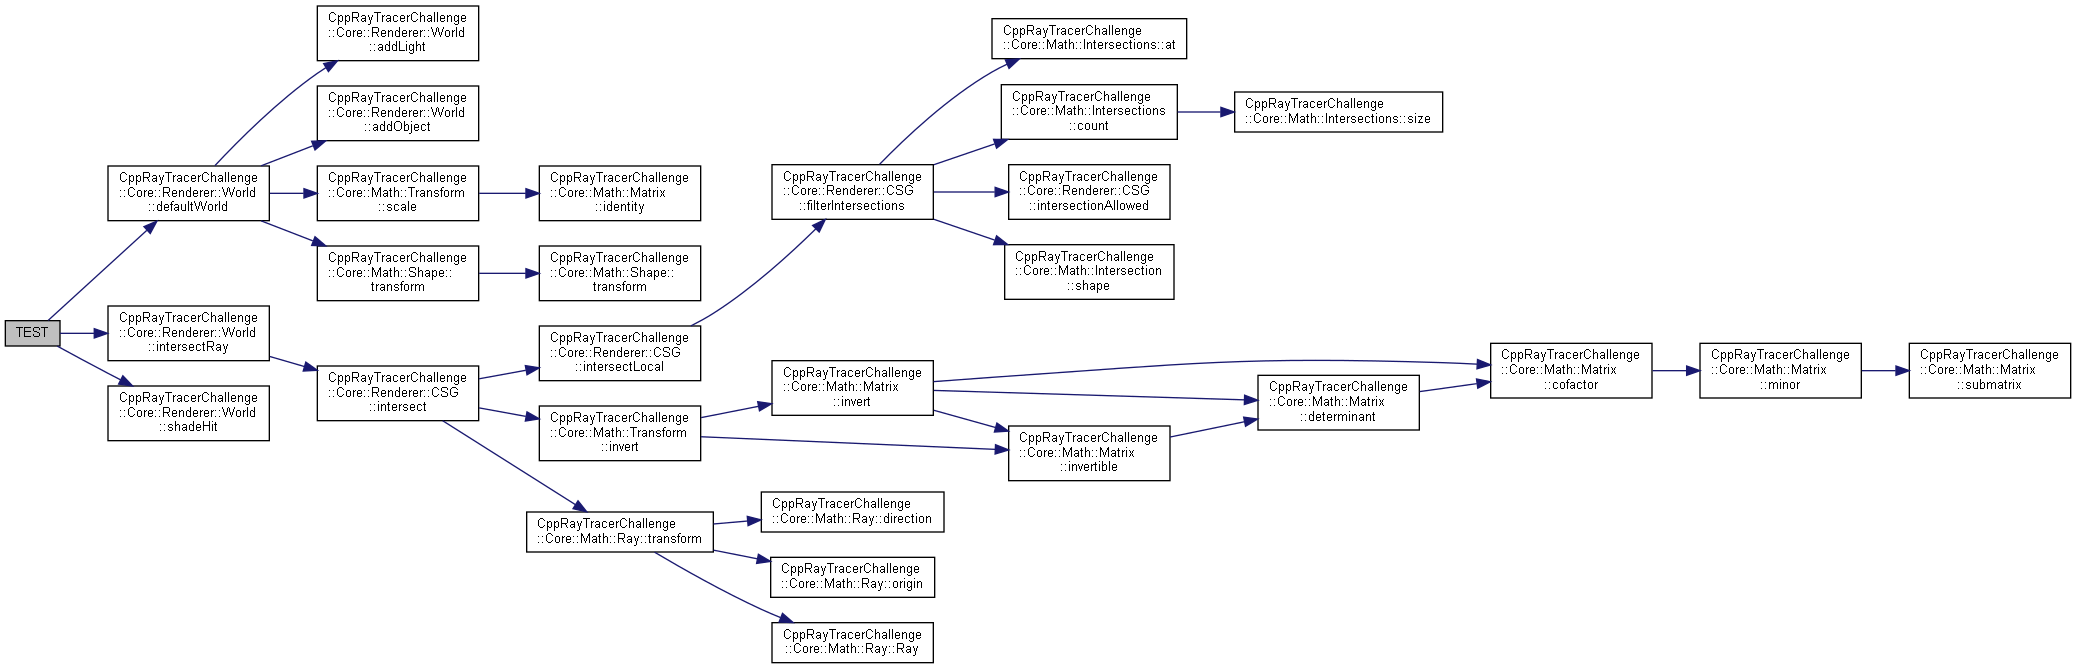 TEST
CppRayTracerChallenge
::Core::Renderer::World
::defaultWorld
CppRayTracerChallenge
::Core::Renderer::World
::intersectRay
CppRayTracerChallenge
::Core::Renderer::World
::shadeHit
CppRayTracerChallenge
::Core::Renderer::World
::addLight
CppRayTracerChallenge
::Core::Renderer::World
::addObject
CppRayTracerChallenge
::Core::Math::Transform
::scale
CppRayTracerChallenge
::Core::Math::Shape::
transform
CppRayTracerChallenge
::Core::Renderer::CSG
::intersect
CppRayTracerChallenge
::Core::Math::Matrix
::identity
CppRayTracerChallenge
::Core::Math::Shape::
transform
CppRayTracerChallenge
::Core::Renderer::CSG
::intersectLocal
CppRayTracerChallenge
::Core::Math::Transform
::invert
CppRayTracerChallenge
::Core::Math::Ray::transform
CppRayTracerChallenge
::Core::Renderer::CSG
::filterIntersections
CppRayTracerChallenge
::Core::Math::Matrix
::invert
CppRayTracerChallenge
::Core::Math::Ray::direction
CppRayTracerChallenge
::Core::Math::Ray::origin
CppRayTracerChallenge
::Core::Math::Ray::Ray
CppRayTracerChallenge
::Core::Math::Intersections::at
CppRayTracerChallenge
::Core::Math::Intersections
::count
CppRayTracerChallenge
::Core::Renderer::CSG
::intersectionAllowed
CppRayTracerChallenge
::Core::Math::Intersection
::shape
CppRayTracerChallenge
::Core::Math::Matrix
::invertible
CppRayTracerChallenge
::Core::Math::Intersections::size
CppRayTracerChallenge
::Core::Math::Matrix
::determinant
CppRayTracerChallenge
::Core::Math::Matrix
::cofactor
CppRayTracerChallenge
::Core::Math::Matrix
::minor
CppRayTracerChallenge
::Core::Math::Matrix
::submatrix